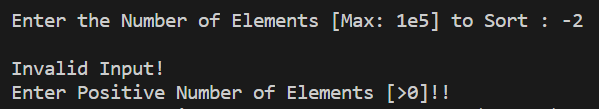 Enter the Number of Elements [Max: 1e5] to Sort : -2
Invalid Input!
Enter Positive Number of Elements [>0]!!